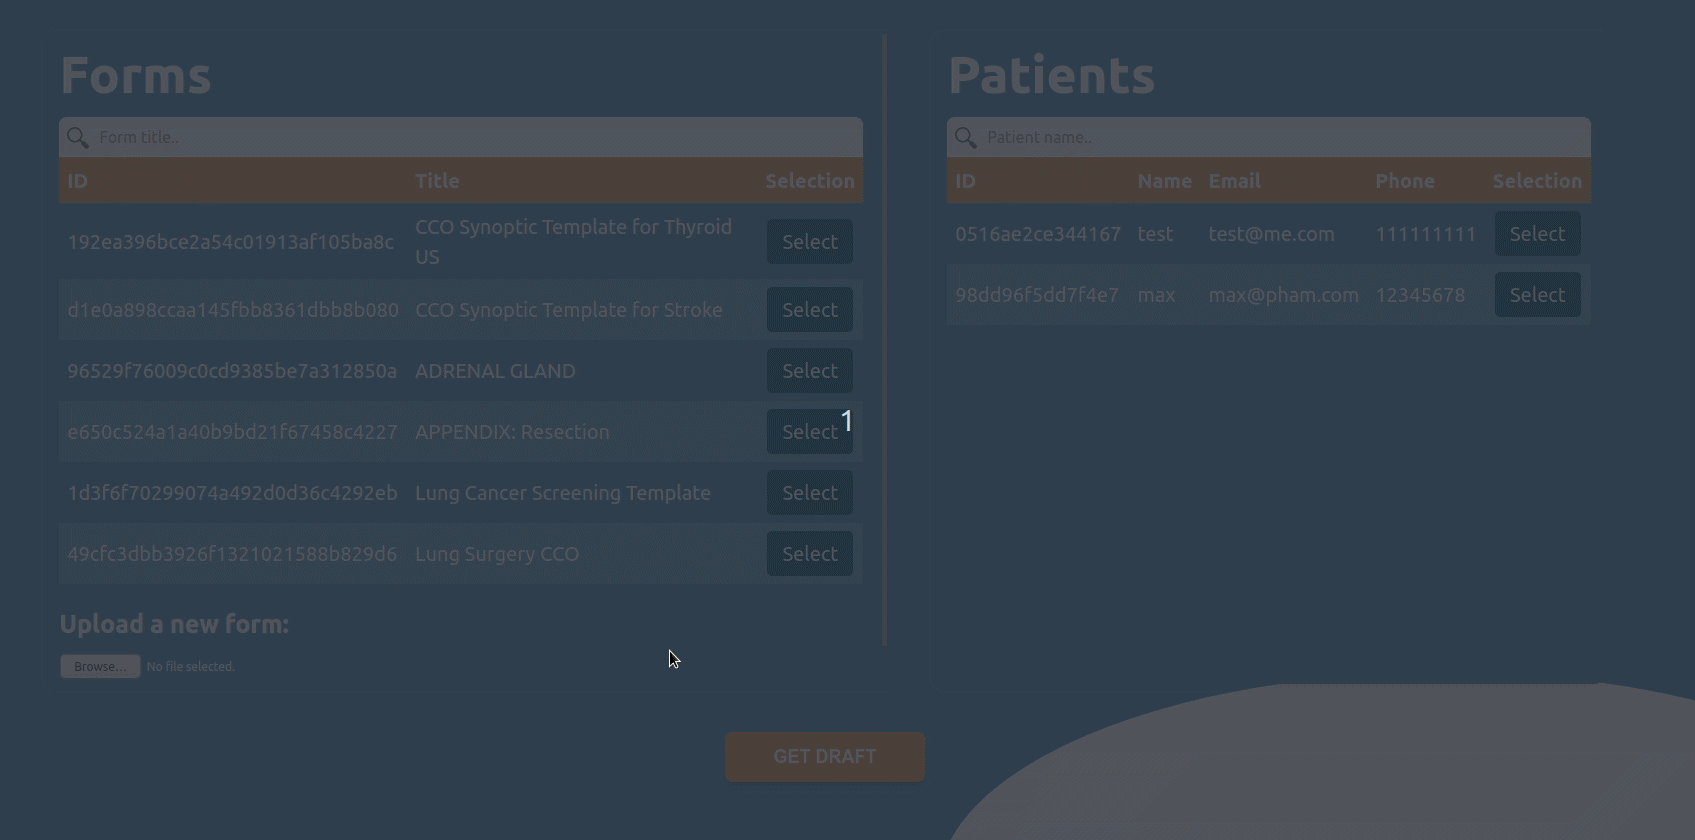 Forms
Form title..
ID Title Selection
192ea396bce2a54c01913af105ba8c CCO Synoptic Template for Thyroid US Select
d1e0a898ccaa145fbb8361dbb8b080 CCO Synoptic Template for Stroke Select
96529f76009c0cd9385be7a312850a ADRENAL GLAND Select
e650c524a1a40b9bd21f67458c4227 APPENDIX: Resection Select
1
1d3f6f70299074a492d0d36c4292eb Lung Cancer Screening Template Select
49cfc3dbb3926f1321021588b829d6 Lung Surgery CCO Select
Upload a new form:
Browse... No file selected.
Patients
Patient name..
ID Name Email Phone Selection
0516ae2ce344167 test test@me.com 111111111 Select
98dd96f5dd7f4e7 max max@pham.com 12345678 Select
GET DRAFT